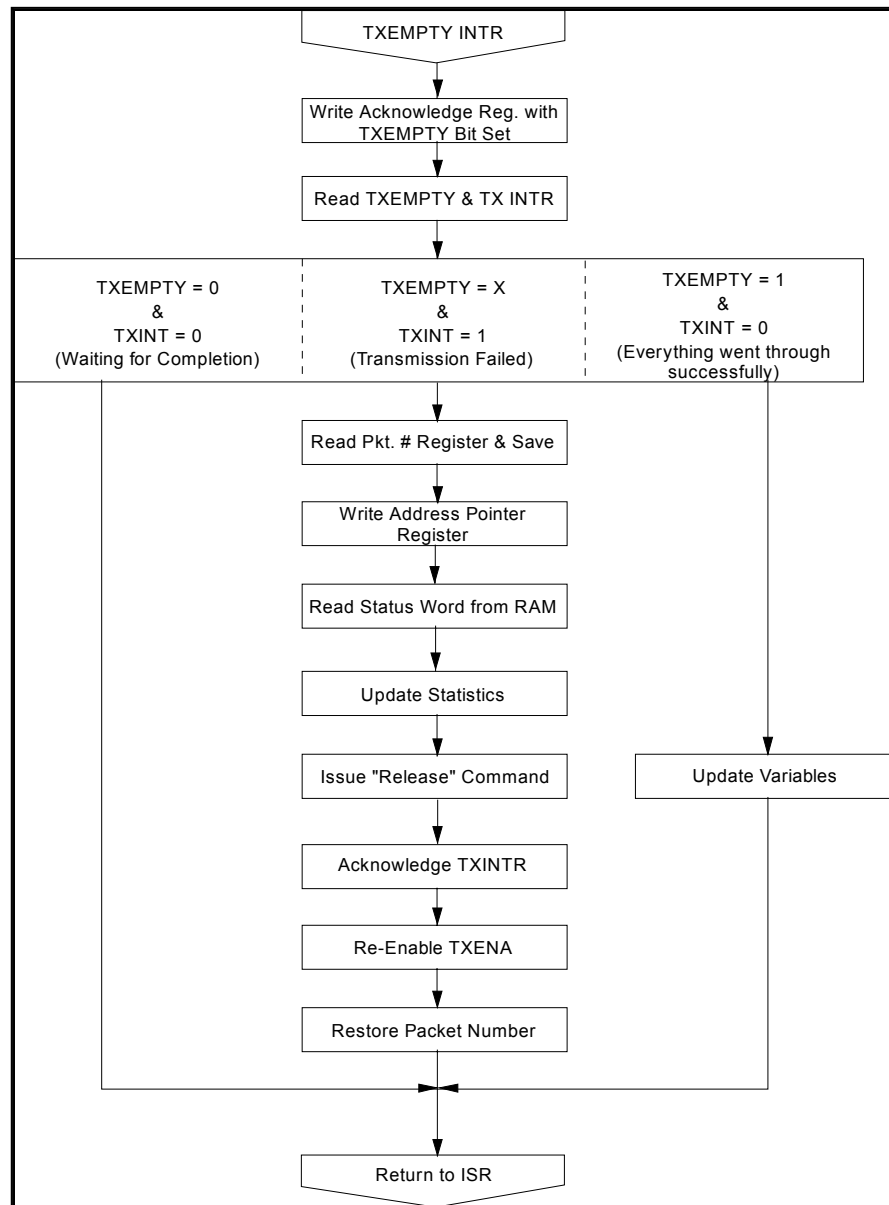 TXEMPTY INTR
Write Acknowledge Reg. with
TXEMPTY Bit Set
Read TXEMPTY & TX INTR
TXEMPTY = 0
&
TXINT = 0
(Waiting for Completion)
TXEMPTY = X
&
TXINT = 1
(Transmission Failed)
TXEMPTY = 1
&
TXINT = 0
(Everything went through
successfully)
Read Pkt. # Register & Save
Write Address Pointer
Register
Read Status Word from RAM
Update Statistics
Issue "Release" Command
Update Variables
Acknowledge TXINTR
Re-Enable TXENA
Restore Packet Number
Return to ISR